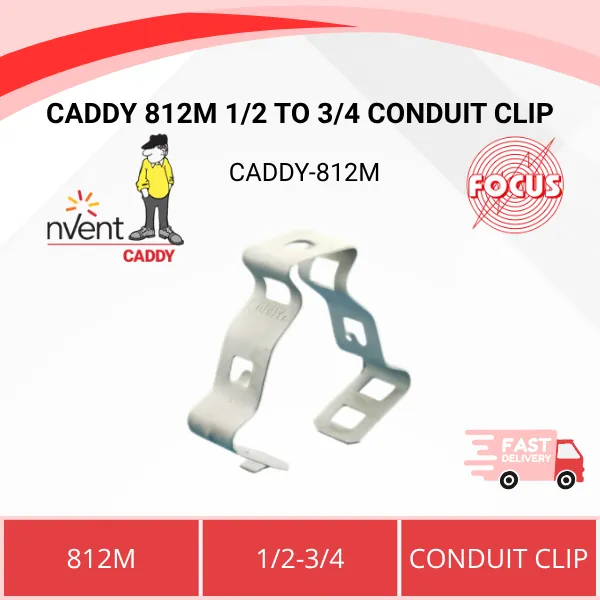 CADDY 812M 1/2 TO 3/4 CONDUIT CLIP
CADDY-812M
nVent
CADDY
FOCUS
FAST
DELIVERY
812M
1/2-3/4
CONDUIT CLIP